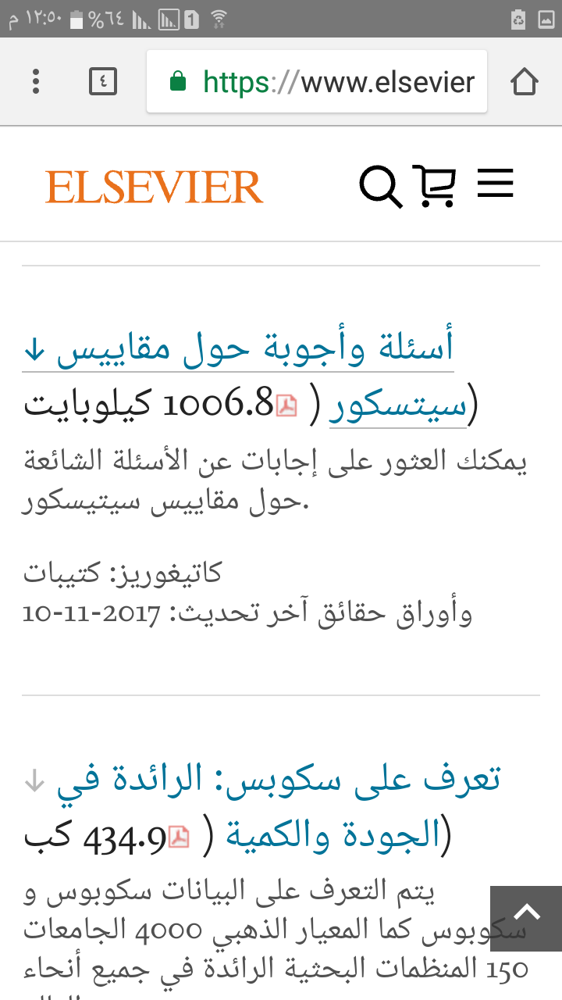 ١٢:٥٠ م
%٦٤
1
٤
https://www.elsevier
ELSEVIER
↓ أسئلة وأجوبة حول مقاييس
سيتسكور) ( 1006.8 كيلوبايت
يمكنك العثور على إجابات عن الأسئلة الشائعة
حول مقاييس سيتيسكور.
كاتيغوريز: كتيبات
وأوراق حقائق آخر تحديث: 2017-11-10
↓ تعرف على سكوبس: الرائدة في
الجودة والكمية) ( 434.9 كب
يتم التعرف على البيانات سكوبوس و
سكوبوس كما المعيار الذهبي 4000 الجامعات
150 المنظمات البحثية الرائدة في جميع أنحاء